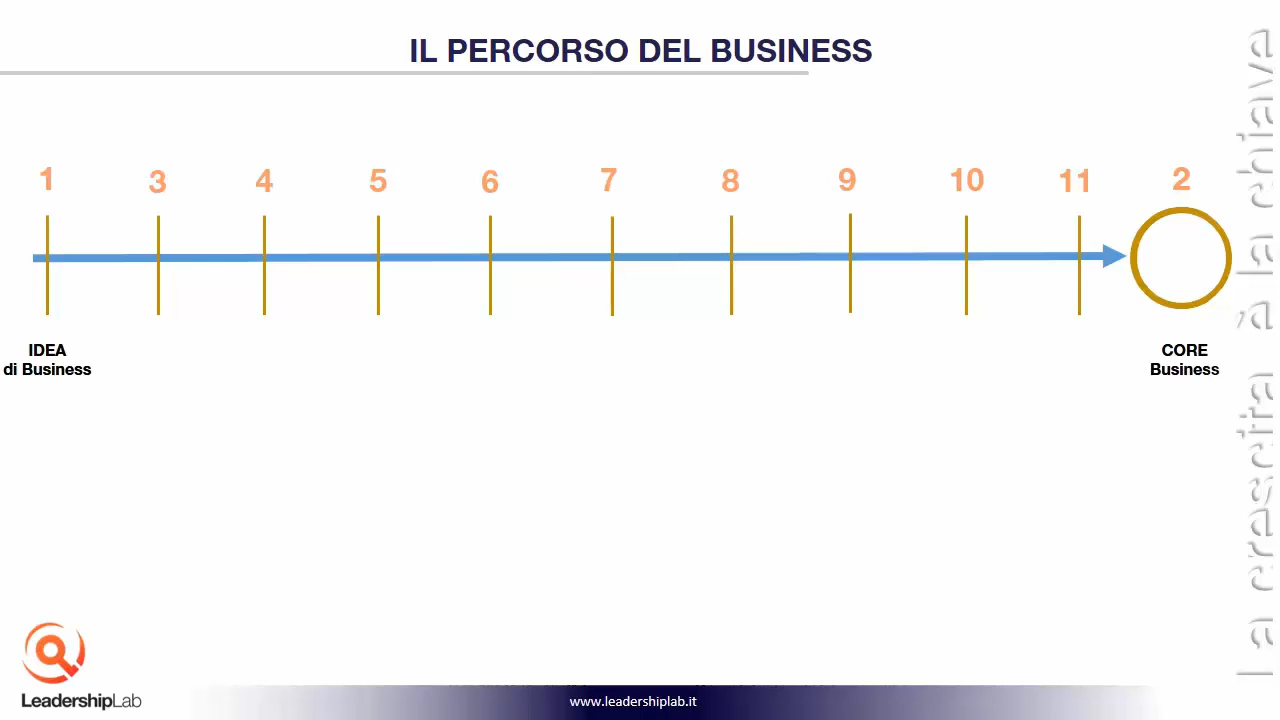 IL PERCORSO DEL BUSINESS
1 3 4 5 6 7 8 9 10 11 2
IDEA
di Business
CORE
Business
La crescita è la chiave
LeadershipLab
www.leadershiplab.it